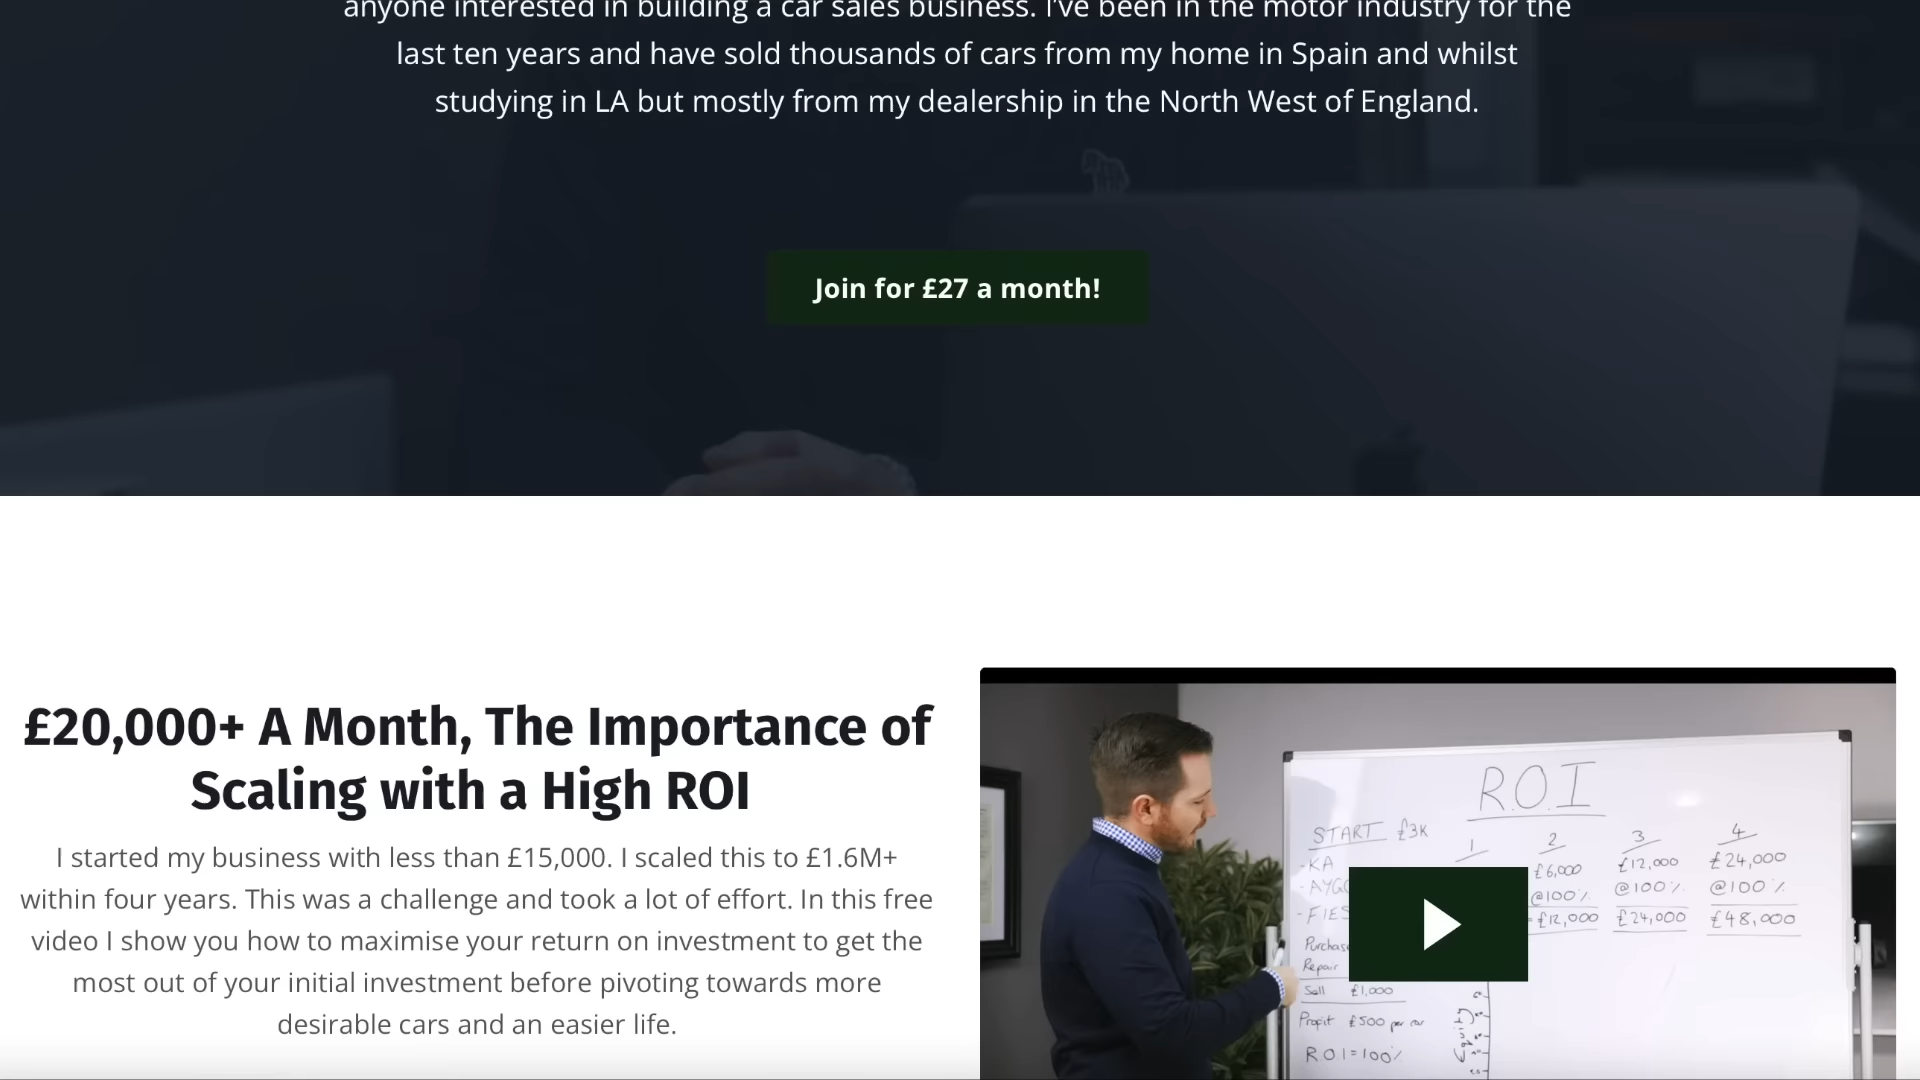 anyone interested in building a car sales business. I've been in the motor industry for the
last ten years and have sold thousands of cars from my home in Spain and whilst
studying in LA but mostly from my dealership in the North West of England.
Join for £27 a month!
£20,000+ A Month, The Importance of
Scaling with a High ROI
I started my business with less than £15,000. I scaled this to £1.6M+
within four years. This was a challenge and took a lot of effort. In this free
video I show you how to maximise your return on investment to get the
most out of your initial investment before pivoting towards more
desirable cars and an easier life.
R.O.I
START £3K
1 2 3 4
-KA £6,000 £12,000 £24,000
@100% @100% @100%
=£12,000 £24,000 £48,000
Repair
Sell £1,000
Profit £500 per car
ROI=100%